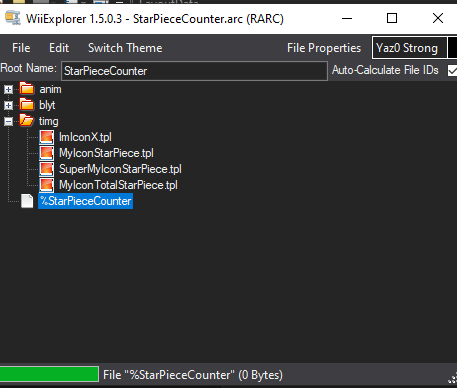 WiiExplorer 1.5.0.3 - StarPieceCounter.arc (RARC)
File Edit Switch Theme File Properties Yaz0 Strong
Root Name: StarPieceCounter Auto-Calculate File IDs
anim
blyt
timg
ImIconX.tpl
MyIconStarPiece.tpl
SuperMyIconStarPiece.tpl
MyIconTotalStarPiece.tpl
%StarPieceCounter
File "%StarPieceCounter" (0 Bytes)